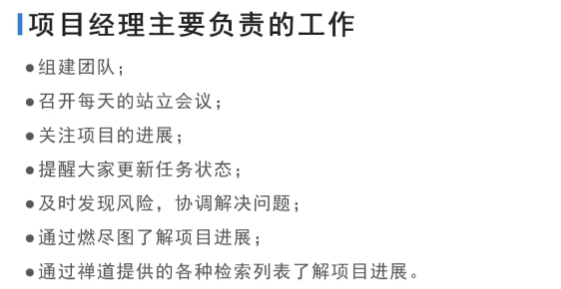 项目经理主要负责的工作
●组建团队；
●召开每天的站立会议；
●关注项目的进展；
●提醒大家更新任务状态；
●及时发现风险，协调解决问题；
●通过燃尽图了解项目进展；
●通过禅道提供的各种检索列表了解项目进展。